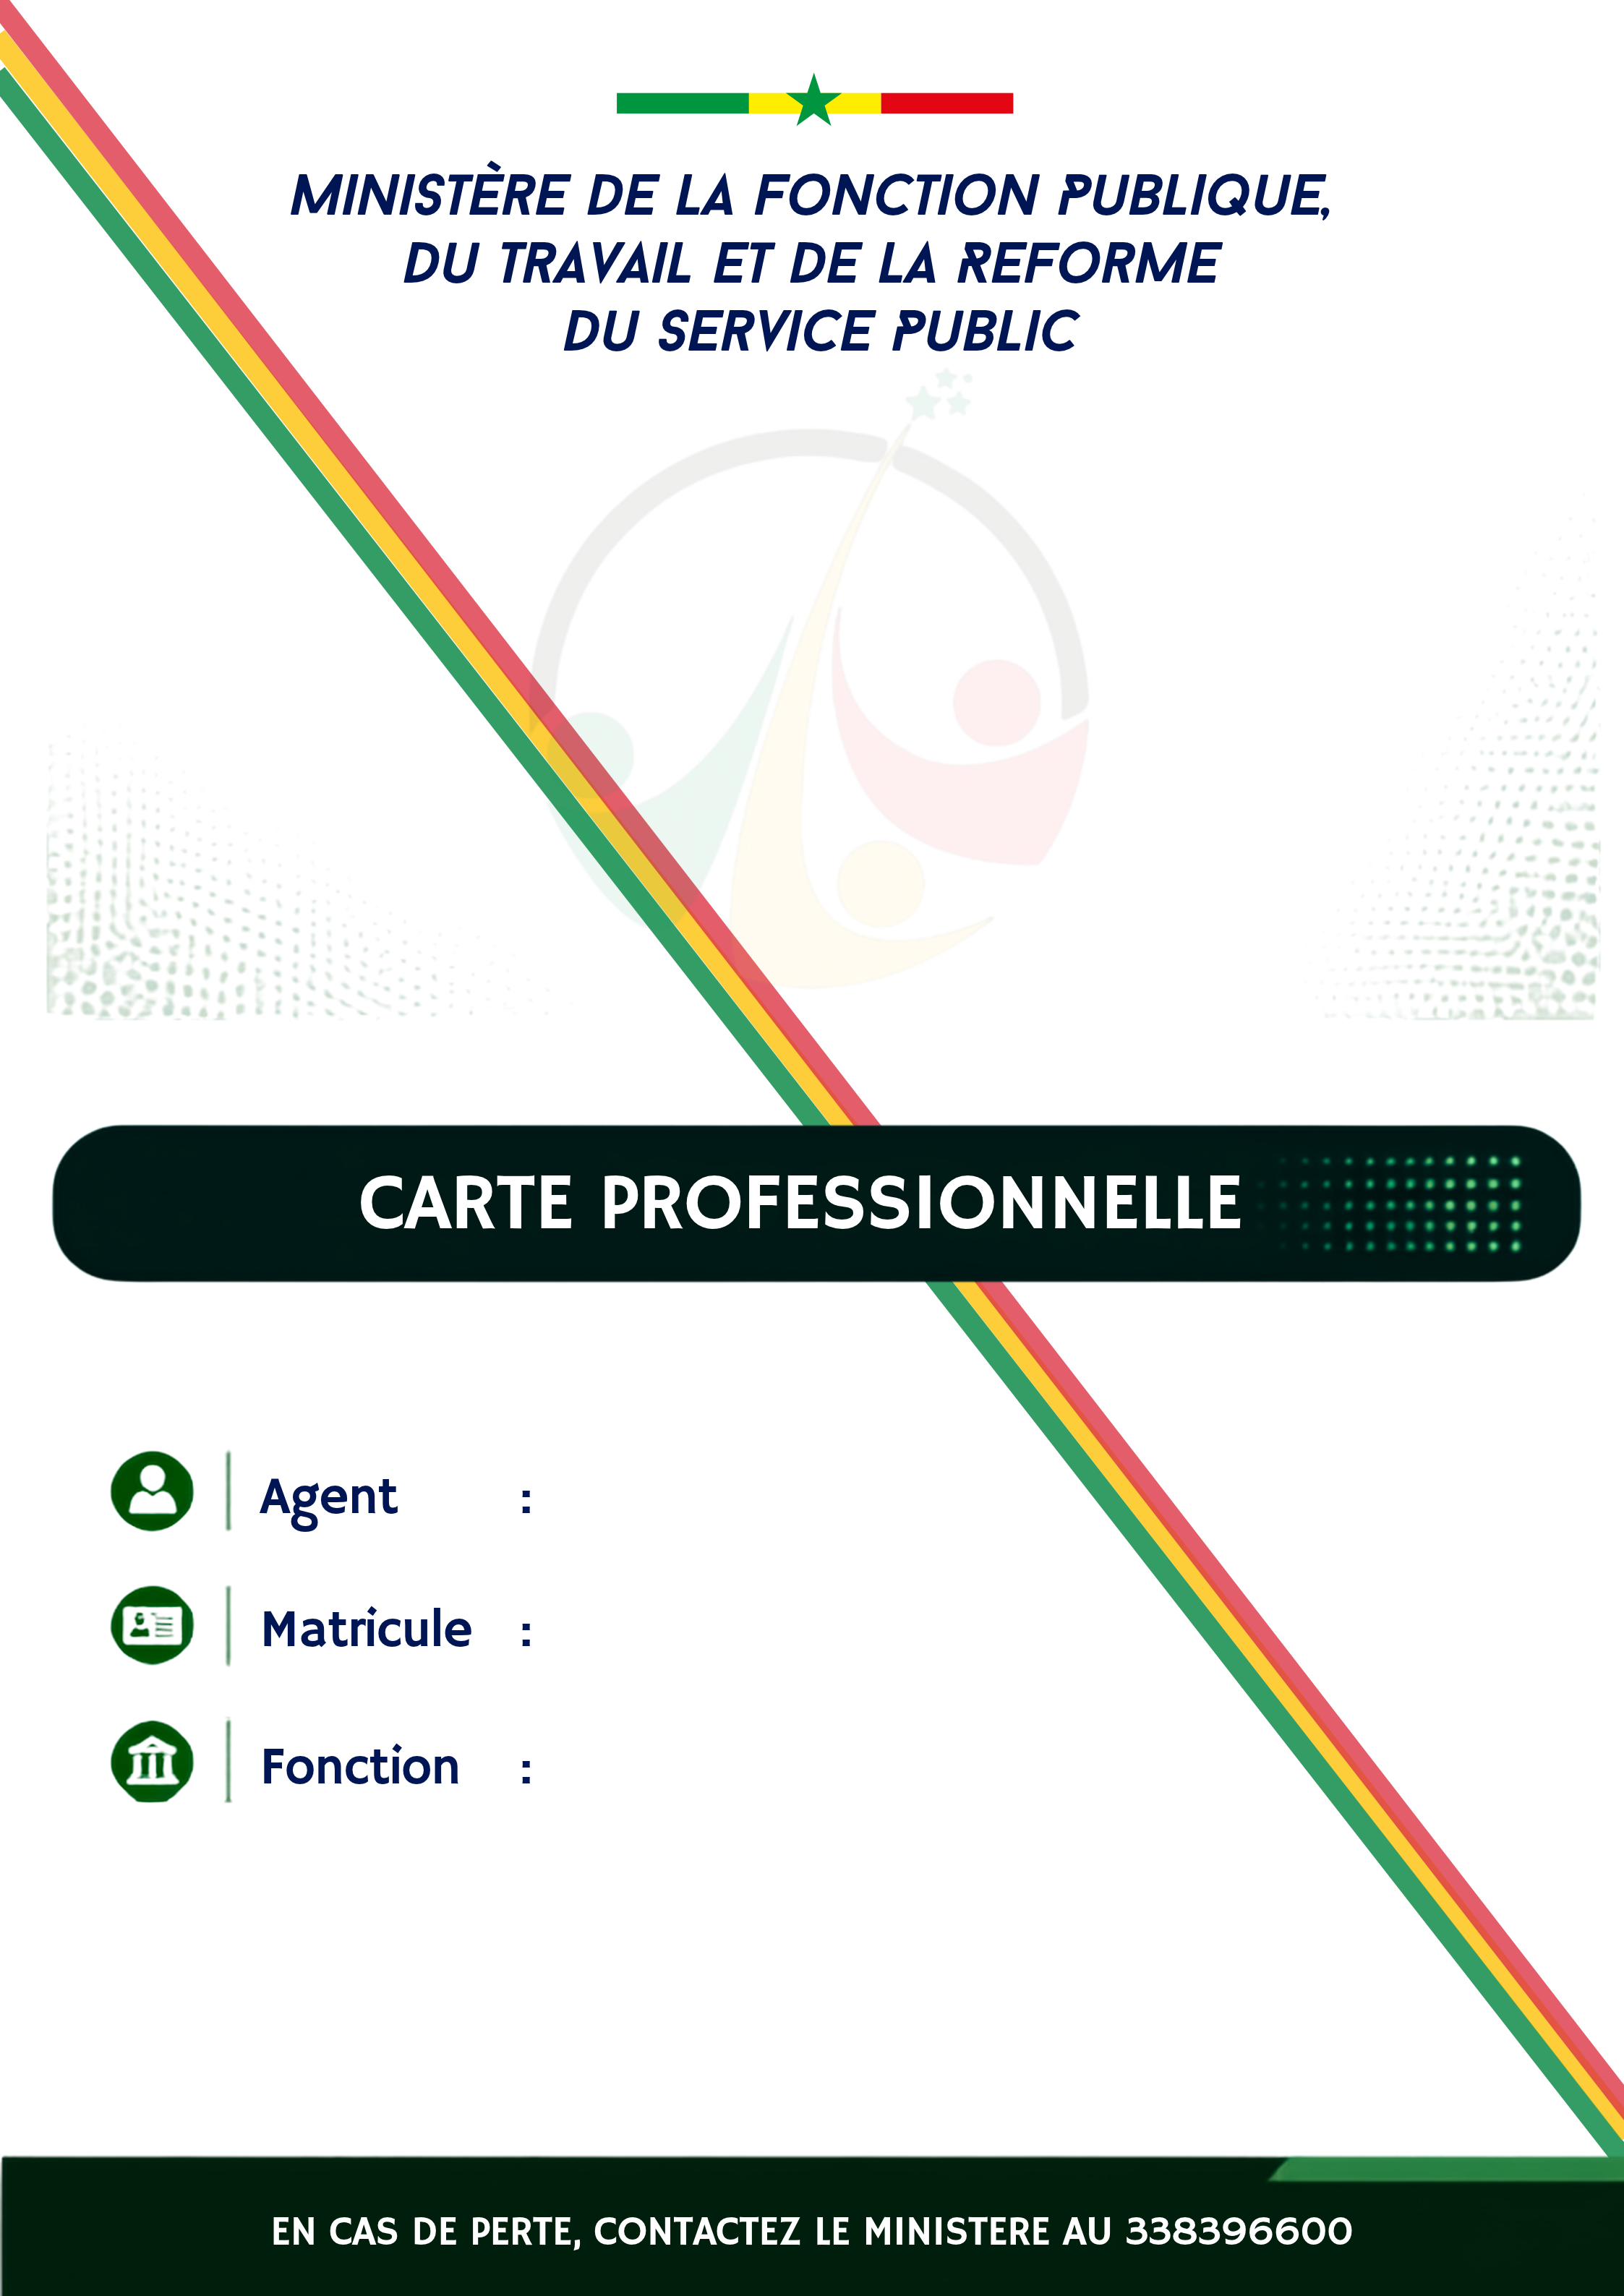 MINISTÈRE DE LA FONCTION PUBLIQUE,
DU TRAVAIL ET DE LA REFORME
DU SERVICE PUBLIC
CARTE PROFESSIONNELLE
Agent :
Matricule :
Fonction :
EN CAS DE PERTE, CONTACTEZ LE MINISTERE AU 338396600